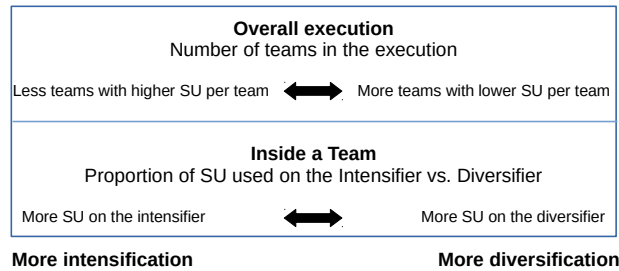 Overall execution
Number of teams in the execution
Less teams with higher SU per team More teams with lower SU per team
Inside a Team
Proportion of SU used on the Intensifier vs. Diversifier
More SU on the intensifier More SU on the diversifier
More intensification More diversification